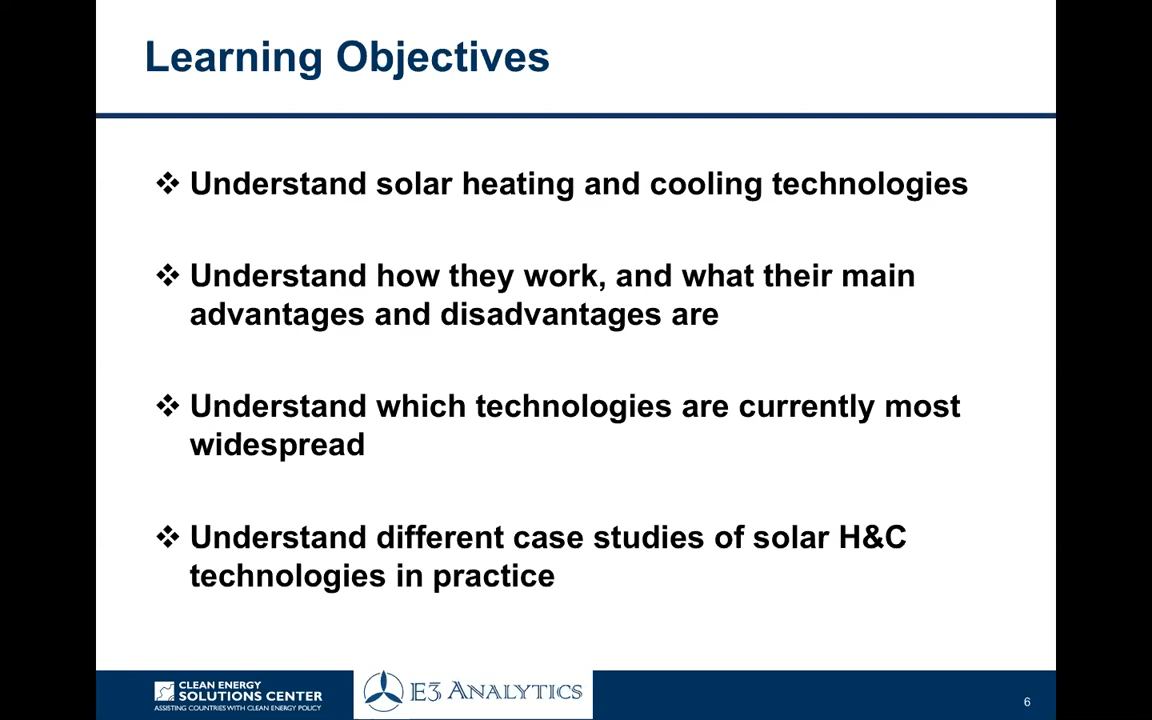 Learning Objectives
❖ Understand solar heating and cooling technologies
❖ Understand how they work, and what their main
advantages and disadvantages are
❖ Understand which technologies are currently most
widespread
❖ Understand different case studies of solar H&C
technologies in practice
CLEAN ENERGY
SOLUTIONS CENTER
ASSISTING COUNTRIES WITH CLEAN ENERGY POLICY
E3 ANALYTICS
6